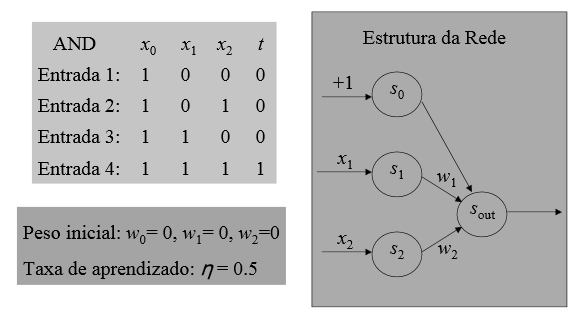 AND x₀ x₁ x₂ t
Entrada 1: 1 0 0 0
Entrada 2: 1 0 1 0
Entrada 3: 1 1 0 0
Entrada 4: 1 1 1 1
Peso inicial: w₀= 0, w₁= 0, w₂=0
Taxa de aprendizado: η = 0.5
Estrutura da Rede
+1
s₀
x₁
s₁
w₁
s_out
x₂
s₂
w₂